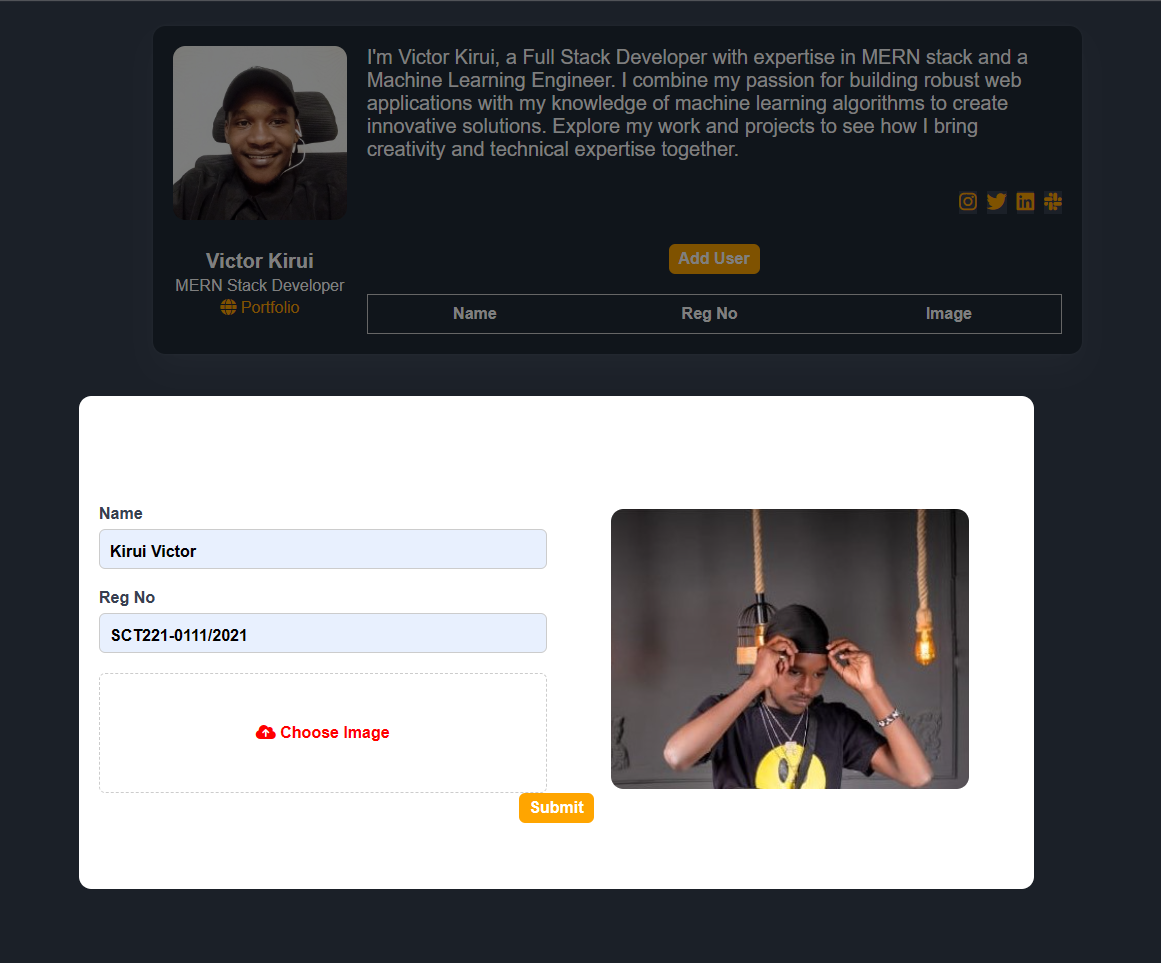 I'm Victor Kirui, a Full Stack Developer with expertise in MERN stack and a
Machine Learning Engineer. I combine my passion for building robust web
applications with my knowledge of machine learning algorithms to create
innovative solutions. Explore my work and projects to see how I bring
creativity and technical expertise together.
Victor Kirui
MERN Stack Developer
Portfolio
Add User
Name Reg No Image
Name
Kirui Victor
Reg No
SCT221-0111/2021
Choose Image
Submit